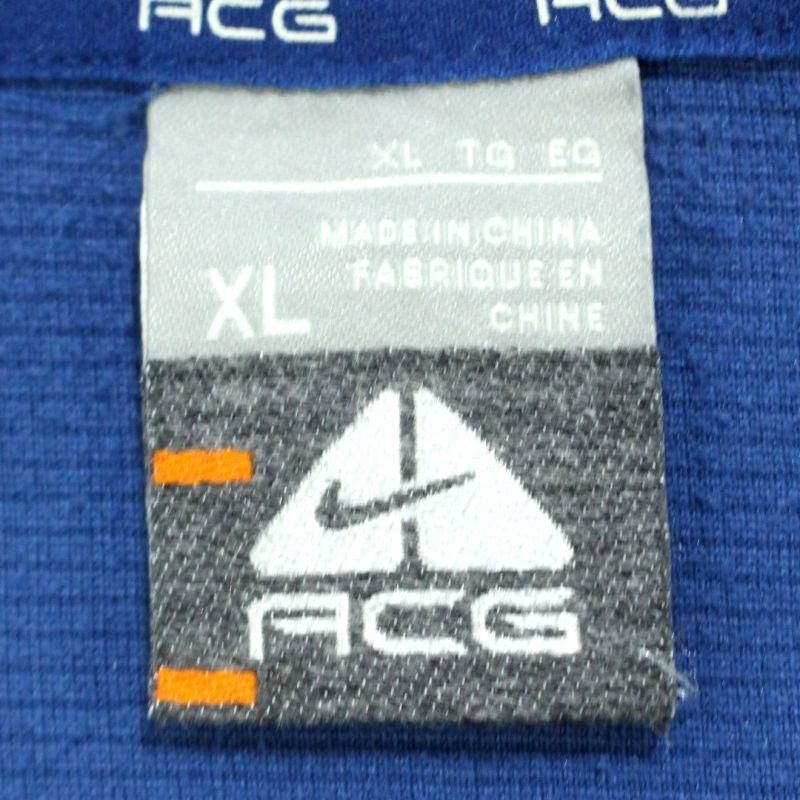 ACG ACG
XL TG EG
MADE IN CHINA
XL FABRIQUE EN
CHINE
ACG